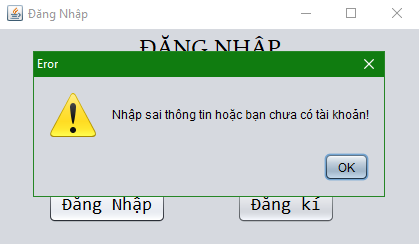 Đăng Nhập
ĐĂNG NHẬP
Eror
Nhập sai thông tin hoặc bạn chưa có tài khoản!
OK
Đăng Nhập
Đăng kí